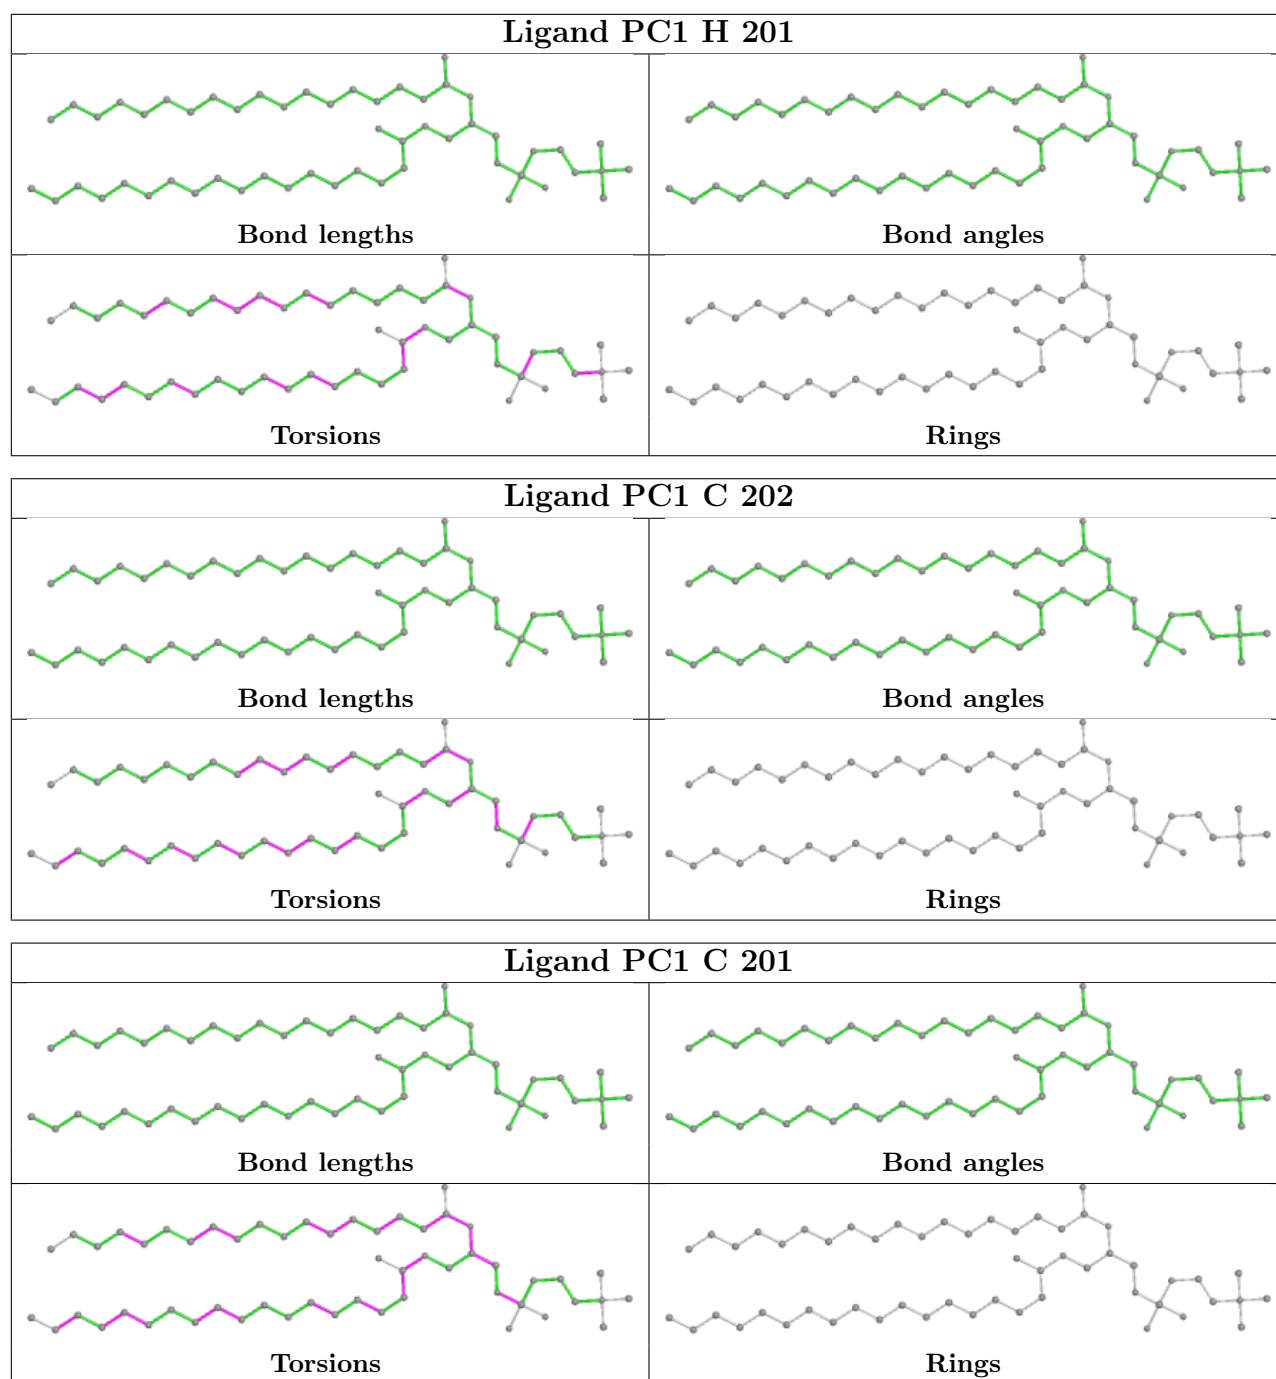 Ligand PC1 H 201
Bond lengths
Bond angles
Torsions
Rings
Ligand PC1 C 202
Bond lengths
Bond angles
Torsions
Rings
Ligand PC1 C 201
Bond lengths
Bond angles
Torsions
Rings